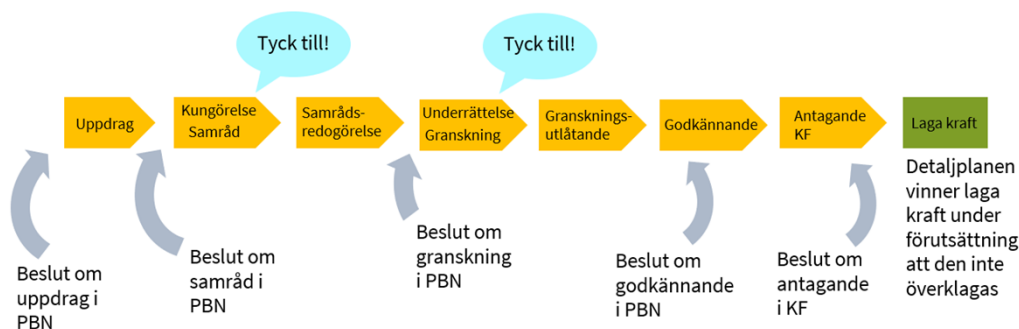 Tyck till!
Tyck till!
Uppdrag
Kungörelse
Samråd
Samråds-
redogörelse
Underrättelse
Granskning
Gransknings-
utlåtande
Godkännande
Antagande
KF
Laga kraft
Beslut om
uppdrag i
PBN
Beslut om
samråd i
PBN
Beslut om
granskning
i PBN
Beslut om
godkännande
i PBN
Beslut om
antagande
i KF
Detaljplanen
vinner laga
kraft under
förutsättning
att den inte
överklagas